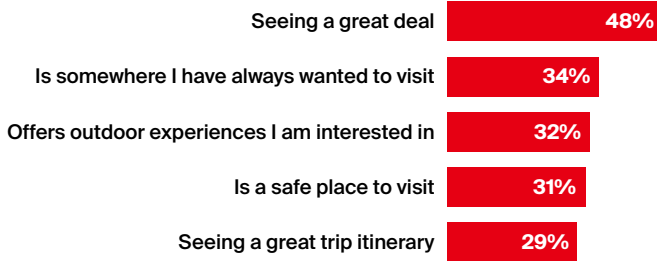 Seeing a great deal 48%
Is somewhere I have always wanted to visit 34%
Offers outdoor experiences I am interested in 32%
Is a safe place to visit 31%
Seeing a great trip itinerary 29%